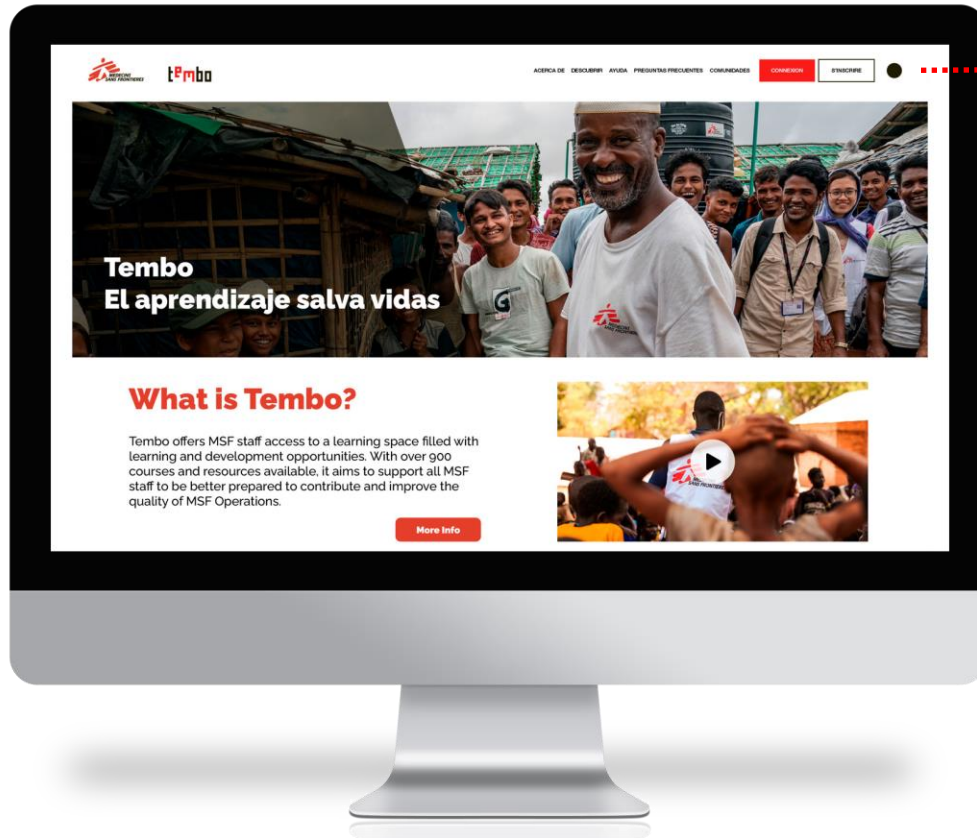 MEDECINS
SANS FRONTIERES
tembo
ACERCA DE DESCUBRIR AYUDA PREGUNTAS FRECUENTES COMUNIDADES CONNEXION S'INSCRIRE
Tembo
El aprendizaje salva vidas
What is Tembo?
Tembo offers MSF staff access to a learning space filled with
learning and development opportunities. With over 900
courses and resources available, it aims to support all MSF
staff to be better prepared to contribute and improve the
quality of MSF Operations.
More Info